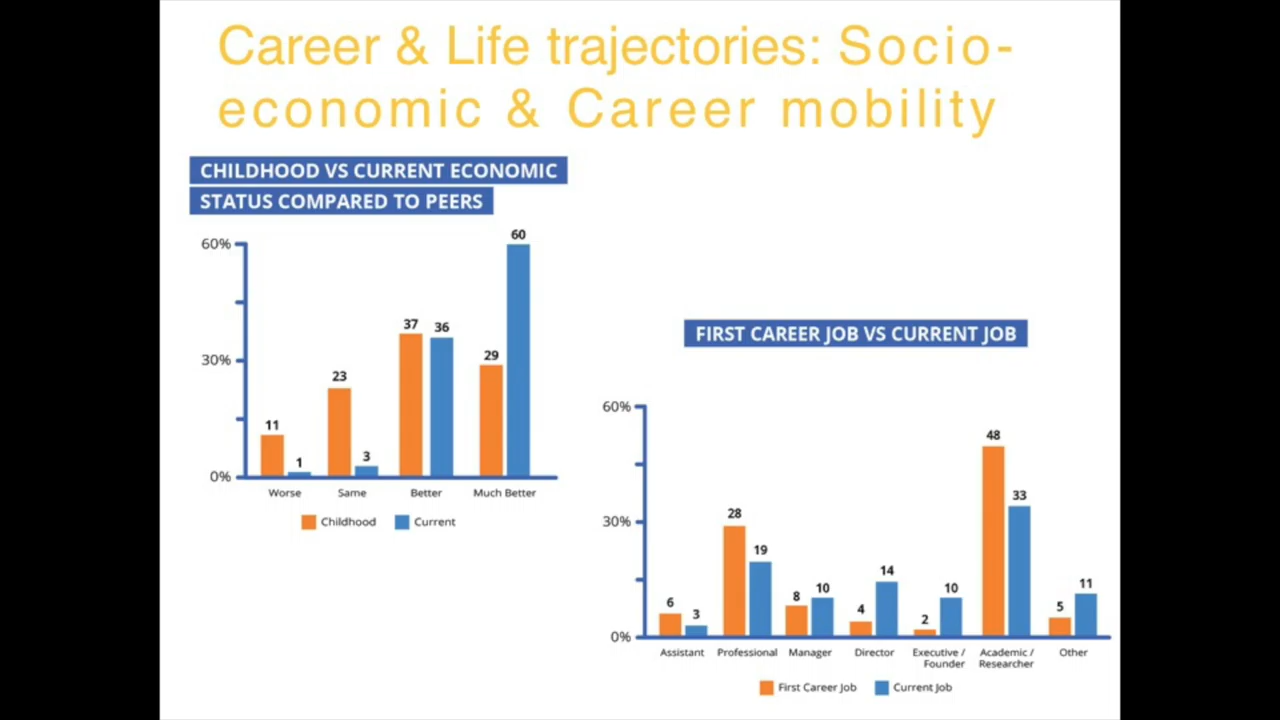 Career & Life trajectories: Socio-
economic & Career mobility
CHILDHOOD VS CURRENT ECONOMIC
STATUS COMPARED TO PEERS
60%
30%
0%
11
1
23
3
37
36
29
60
Worse
Same
Better
Much Better
Childhood
Current
FIRST CAREER JOB VS CURRENT JOB
60%
30%
0%
6
3
28
19
8
10
4
14
2
10
48
33
5
11
Assistant
Professional
Manager
Director
Executive /
Founder
Academic /
Researcher
Other
First Career Job
Current Job